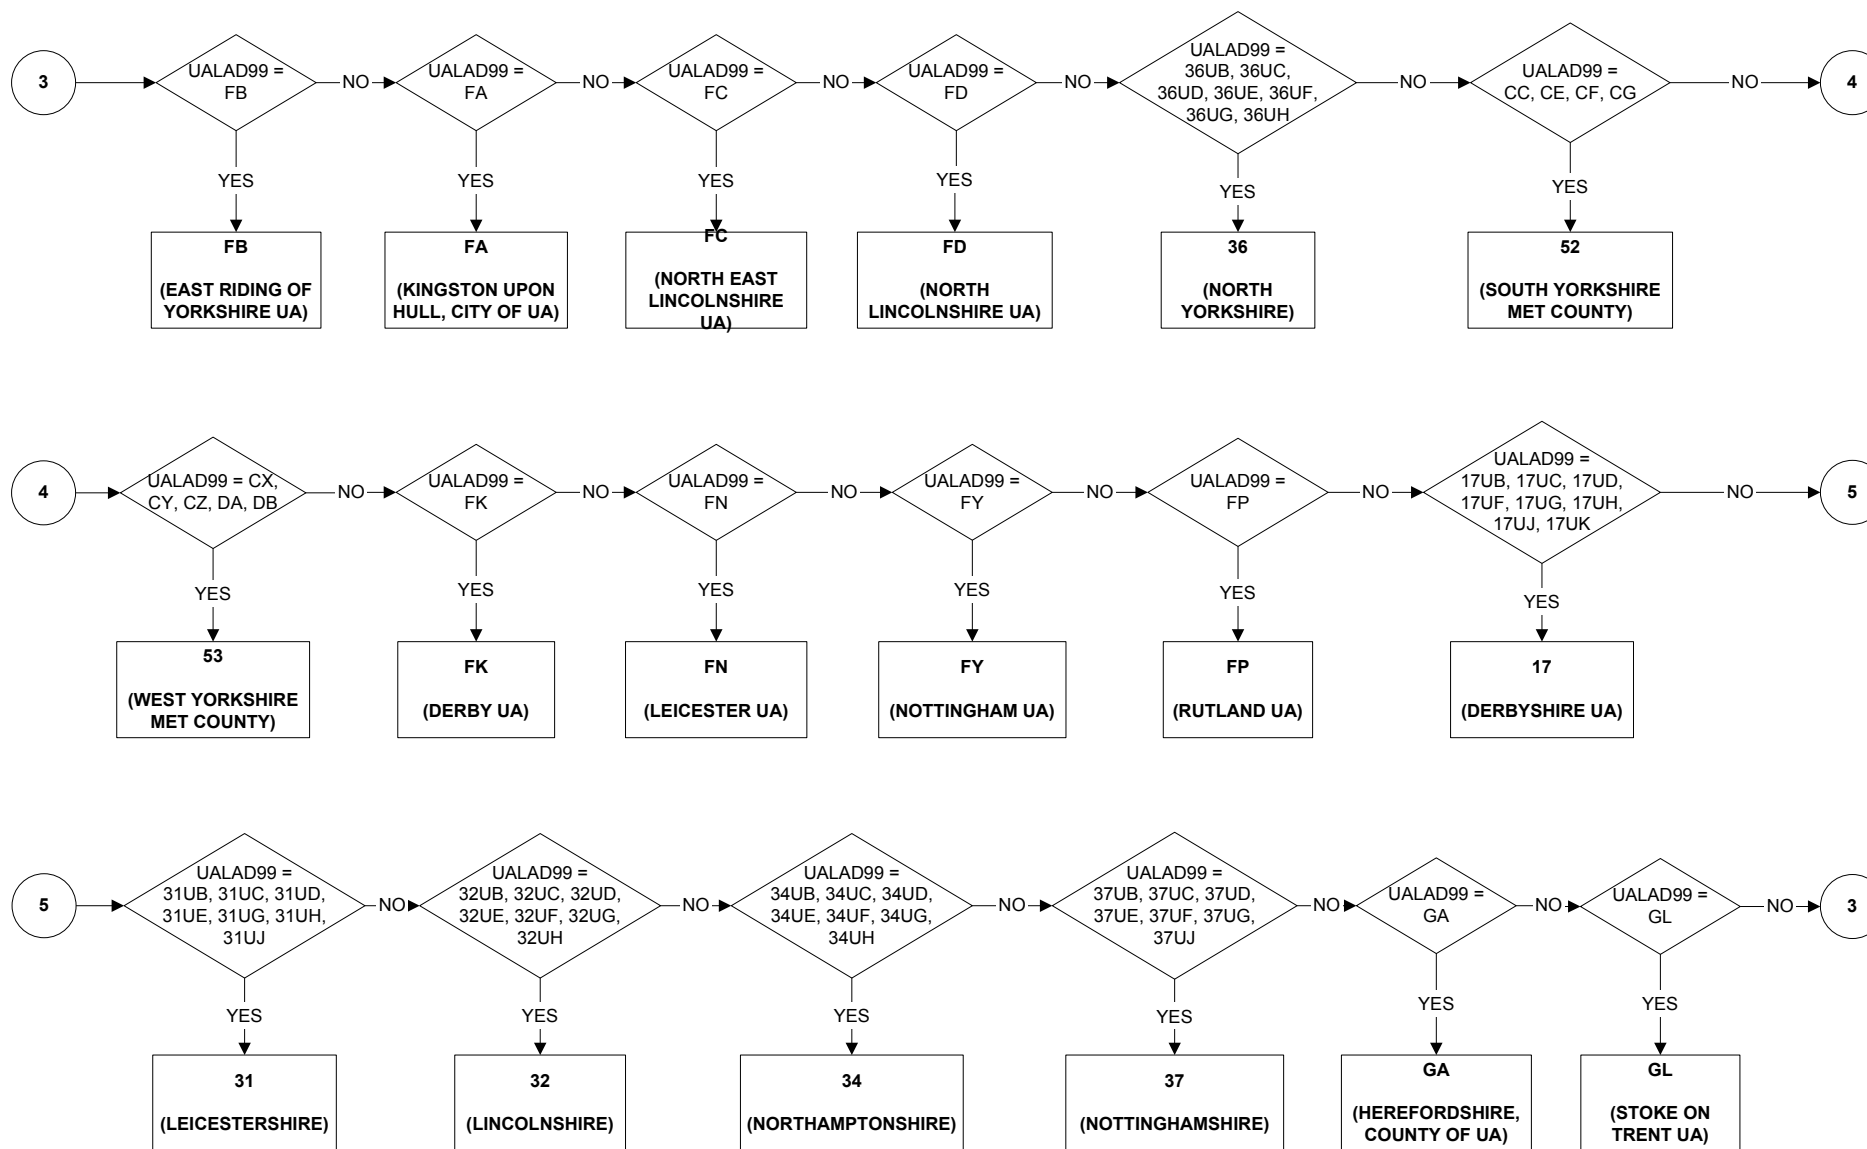 3
UALAD99 =
FB
NO
UALAD99 =
FA
NO
UALAD99 =
FC
NO
UALAD99 =
FD
NO
UALAD99 =
36UB, 36UC,
36UD, 36UE, 36UF,
36UG, 36UH
NO
UALAD99 =
CC, CE, CF, CG
NO
4
YES
YES
YES
YES
YES
YES
FB
(EAST RIDING OF
YORKSHIRE UA)
FA
(KINGSTON UPON
HULL, CITY OF UA)
FC
(NORTH EAST
LINCOLNSHIRE
UA)
FD
(NORTH
LINCOLNSHIRE UA)
36
(NORTH
YORKSHIRE)
52
(SOUTH YORKSHIRE
MET COUNTY)
4
UALAD99 = CX,
CY, CZ, DA, DB
NO
UALAD99 =
FK
NO
UALAD99 =
FN
NO
UALAD99 =
FY
NO
UALAD99 =
FP
NO
UALAD99 =
17UB, 17UC, 17UD,
17UF, 17UG, 17UH,
17UJ, 17UK
NO
5
YES
YES
YES
YES
YES
YES
53
(WEST YORKSHIRE
MET COUNTY)
FK
(DERBY UA)
FN
(LEICESTER UA)
FY
(NOTTINGHAM UA)
FP
(RUTLAND UA)
17
(DERBYSHIRE UA)
5
UALAD99 =
31UB, 31UC, 31UD,
31UE, 31UG, 31UH,
31UJ
NO
UALAD99 =
32UB, 32UC, 32UD,
32UE, 32UF, 32UG,
32UH
NO
UALAD99 =
34UB, 34UC, 34UD,
34UE, 34UF, 34UG,
34UH
NO
UALAD99 =
37UB, 37UC, 37UD,
37UE, 37UF, 37UG,
37UJ
NO
UALAD99 =
GA
NO
UALAD99 =
GL
NO
3
YES
YES
YES
YES
YES
YES
31
(LEICESTERSHIRE)
32
(LINCOLNSHIRE)
34
(NORTHAMPTONSHIRE)
37
(NOTTINGHAMSHIRE)
GA
(HEREFORDSHIRE,
COUNTY OF UA)
GL
(STOKE ON
TRENT UA)